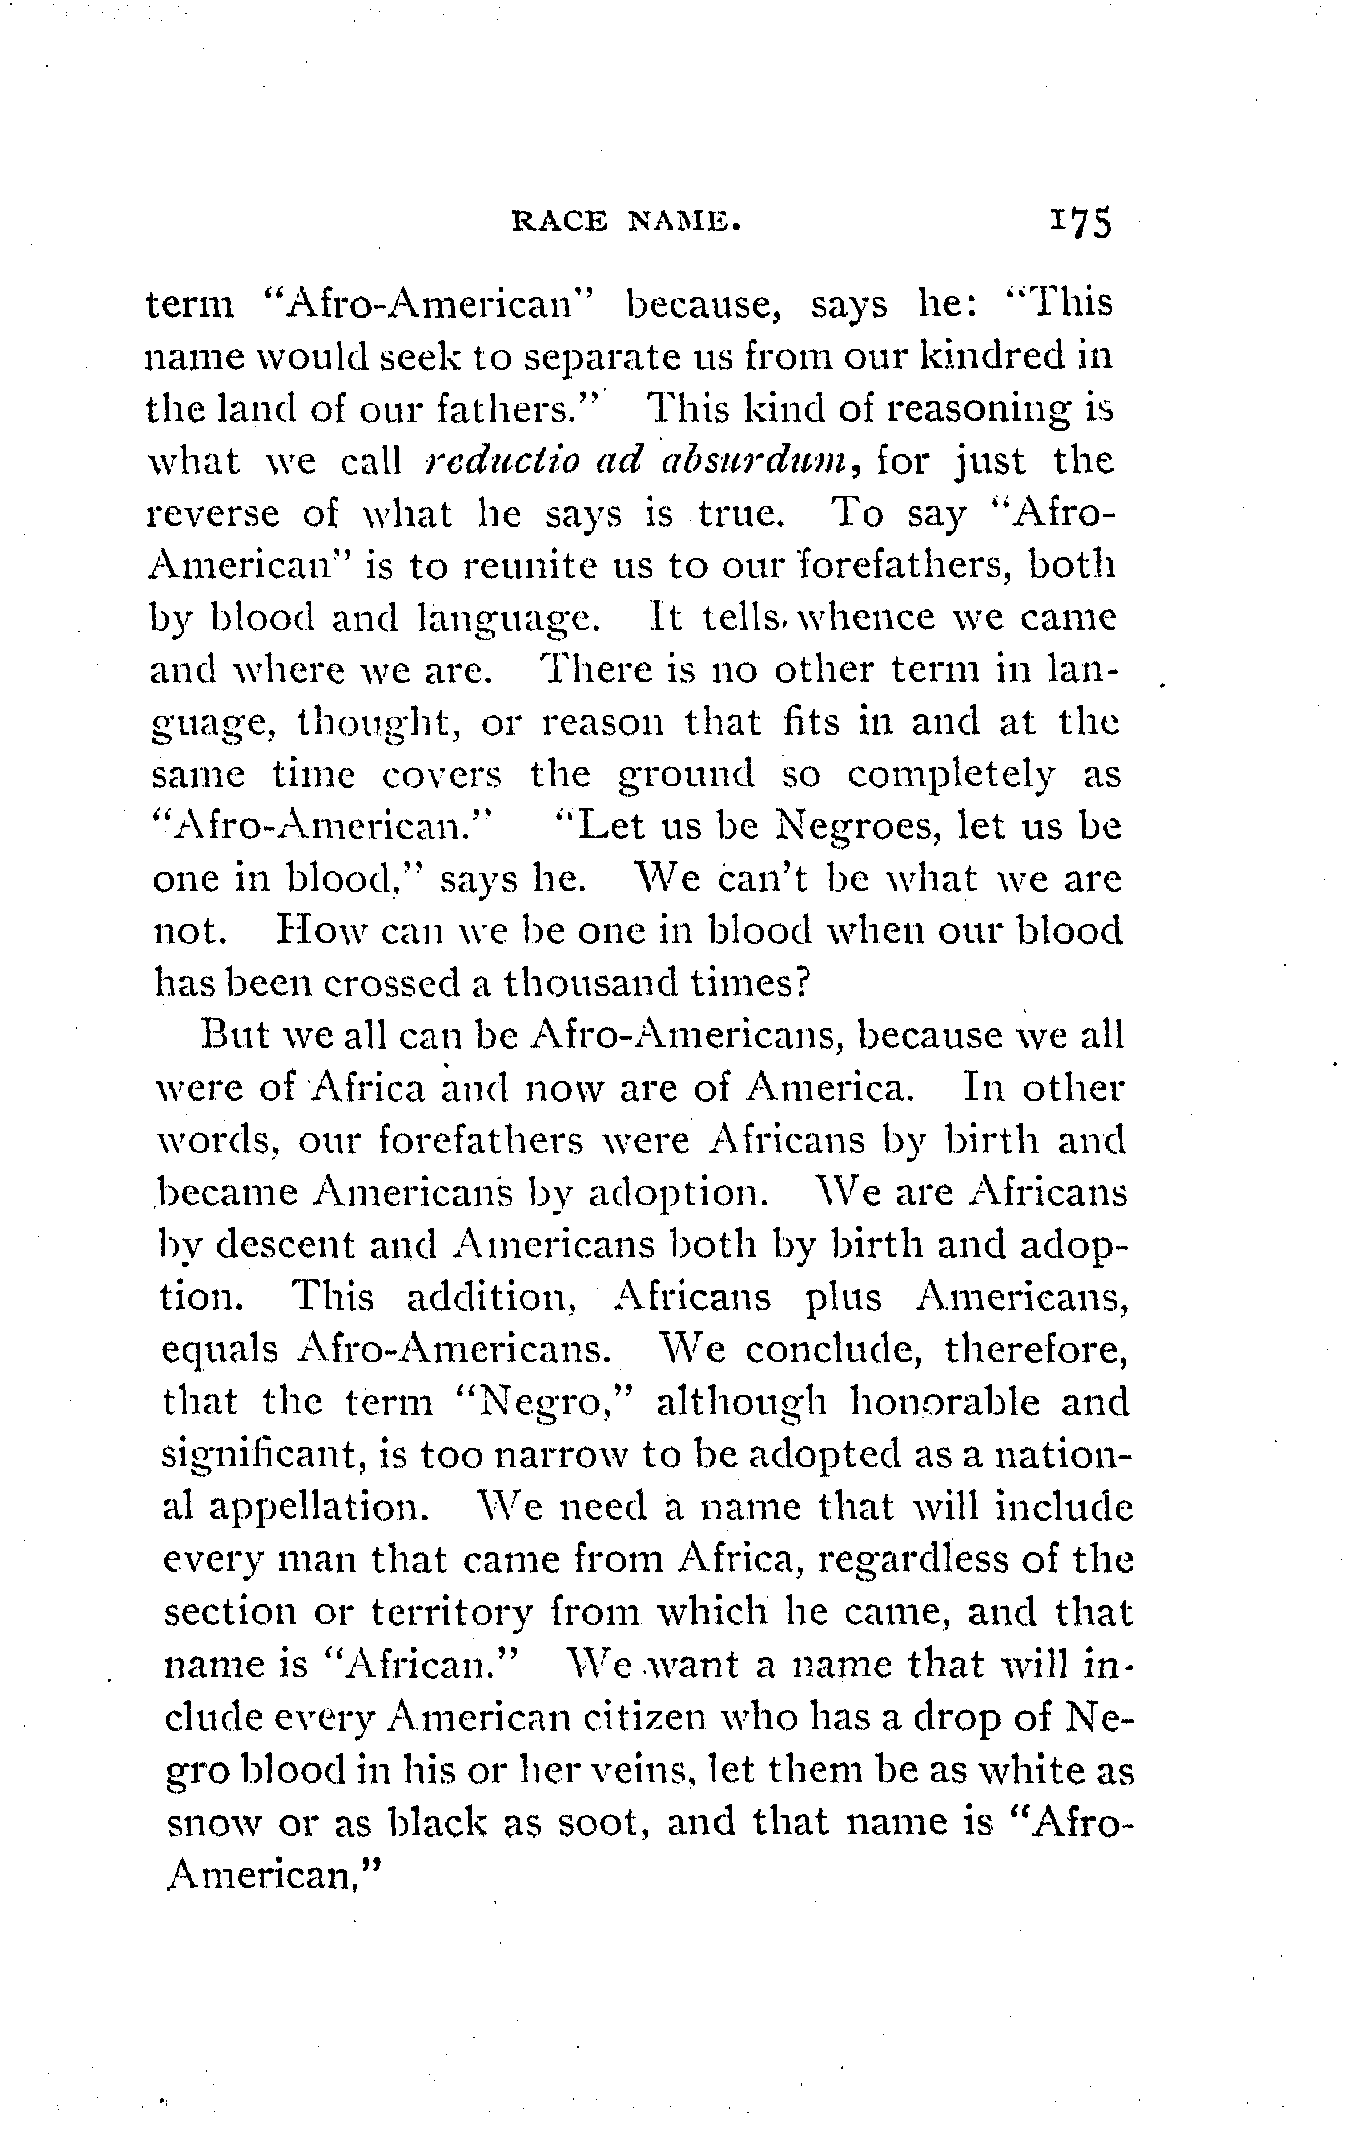 RACE NAME. 175
term "Afro-American" because, says he: "This
name would seek to separate us from our kindred in
the land of our fathers." This kind of reasoning is
what we call reductio ad absurdum, for just the
reverse of what he says is true. To say "Afro-
American" is to reunite us to our forefathers, both
by blood and language. It tells whence we came
and where we are. There is no other term in lan-
guage, thought, or reason that fits in and at the
same time covers the ground so completely as
"Afro-American." "Let us be Negroes, let us be
one in blood," says he. We can't be what we are
not. How can we be one in blood when our blood
has been crossed a thousand times?
But we all can be Afro-Americans, because we all
were of Africa and now are of America. In other
words, our forefathers were Africans by birth and
became Americans by adoption. We are Africans
by descent and Americans both by birth and adop-
tion. This addition, Africans plus Americans,
equals Afro-Americans. We conclude, therefore,
that the term "Negro," although honorable and
significant, is too narrow to be adopted as a nation-
al appellation. We need a name that will include
every man that came from Africa, regardless of the
section or territory from which he came, and that
name is "African." We want a name that will in-
clude every American citizen who has a drop of Ne-
gro blood in his or her veins, let them be as white as
snow or as black as soot, and that name is "Afro-
American,"